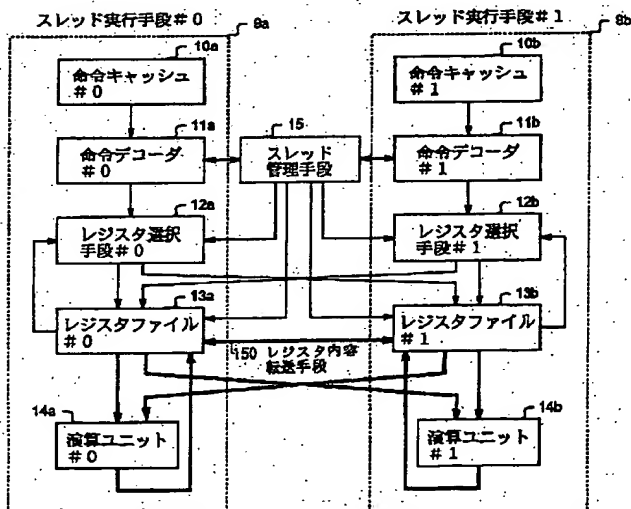 スレッド実行手段＃0
9a
スレッド実行手段＃1
9b
10a
命令キャッシュ
＃0
10b
命令キャッシュ
＃1
11a
命令デコーダ
＃0
15
スレッド
管理手段
11b
命令デコーダ
＃1
12a
レジスタ選択
手段＃0
12b
レジスタ選択
手段＃1
13a
レジスタファイル
＃0
13b
レジスタファイル
＃1
150 レジスタ内容
転送手段
14a
演算ユニット
＃0
14b
演算ユニット
＃1